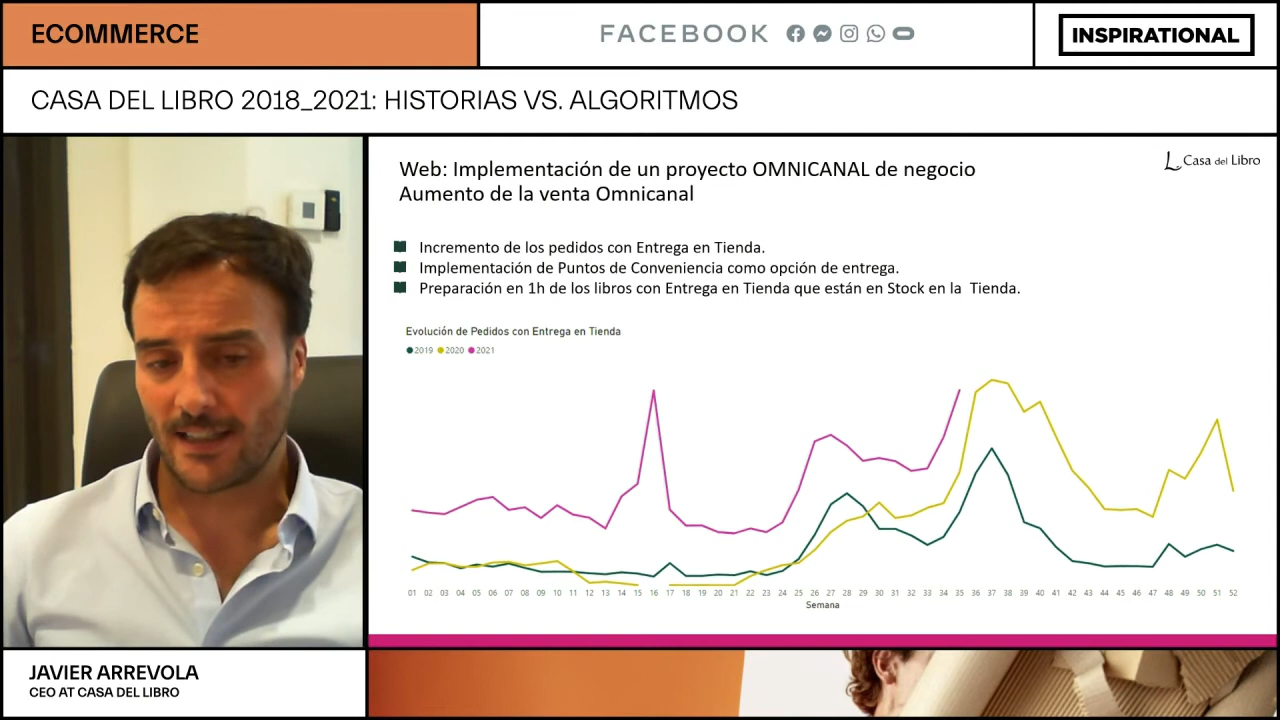 ECOMMERCE
FACEBOOK
INSPIRATIONAL
CASA DEL LIBRO 2018_2021: HISTORIAS VS. ALGORITMOS
Web: Implementación de un proyecto OMNICANAL de negocio
Aumento de la venta Omnicanal
Casa del Libro
Incremento de los pedidos con Entrega en Tienda.
Implementación de Puntos de Conveniencia como opción de entrega.
Preparación en 1h de los libros con Entrega en Tienda que están en Stock en la Tienda.
Evolución de Pedidos con Entrega en Tienda
2019 2020 2021
01 02 03 04 05 06 07 08 09 10 11 12 13 14 15 16 17 18 19 20 21 22 23 24 25 26 27 28 29 30 31 32 33 34 35 36 37 38 39 40 41 42 43 44 45 46 47 48 49 50 51 52
Semana
JAVIER ARREVOLA
CEO AT CASA DEL LIBRO